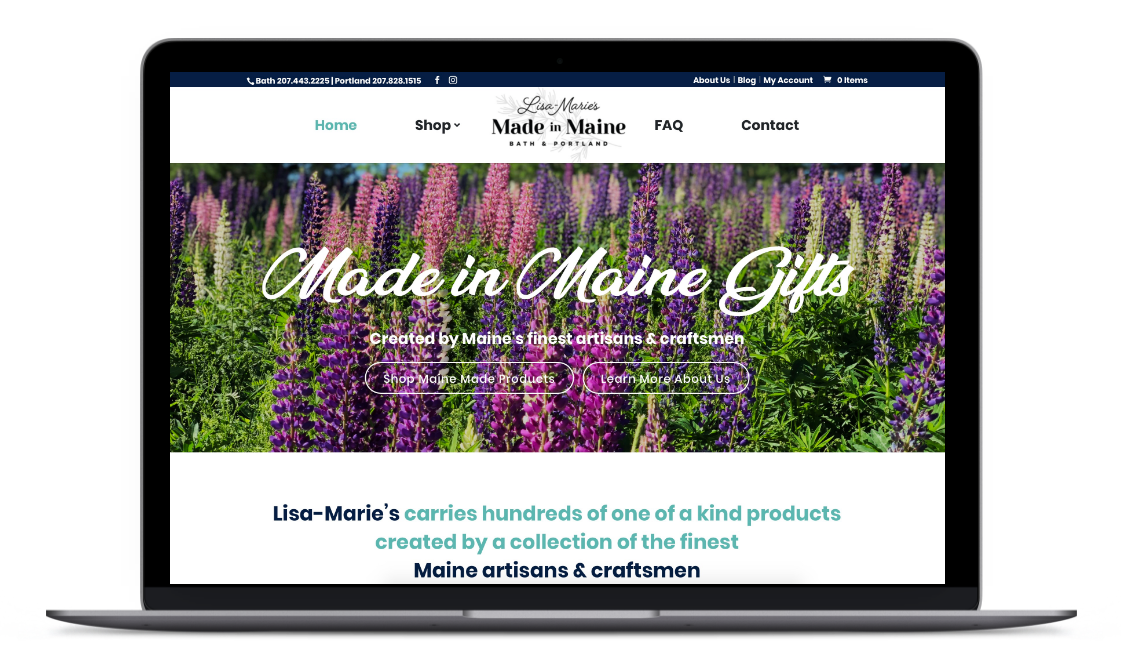 Bath 207.443.2225 | Portland 207.828.1515
About Us | Blog | My Account 0 Items
Home
Shop
Lisa-Marie's
Made in Maine
BATH & PORTLAND
FAQ
Contact
Made in Maine Gifts
Created by Maine's finest artisans & craftsmen
Shop Maine Made Products
Learn More About Us
Lisa-Marie's carries hundreds of one of a kind products
created by a collection of the finest
Maine artisans & craftsmen